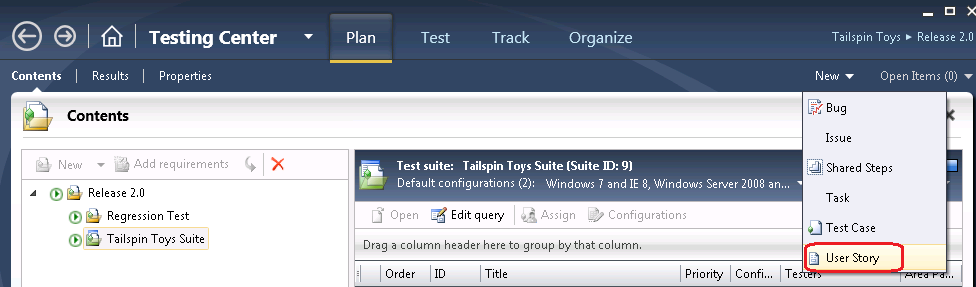 Testing Center Plan Test Track Organize Tailspin Toys ▸ Release 2.0
Contents Results Properties New Open Items (0)
Contents
Bug
Issue
Shared Steps
Task
Test Case
User Story
New Add requirements
Release 2.0
Regression Test
Tailspin Toys Suite
Test suite: Tailspin Toys Suite (Suite ID: 9)
Default configurations (2): Windows 7 and IE 8, Windows Server 2008 an...
Open Edit query Assign Configurations
Drag a column header here to group by that column.
Order ID Title Priority Confi... Testers Area Pa...